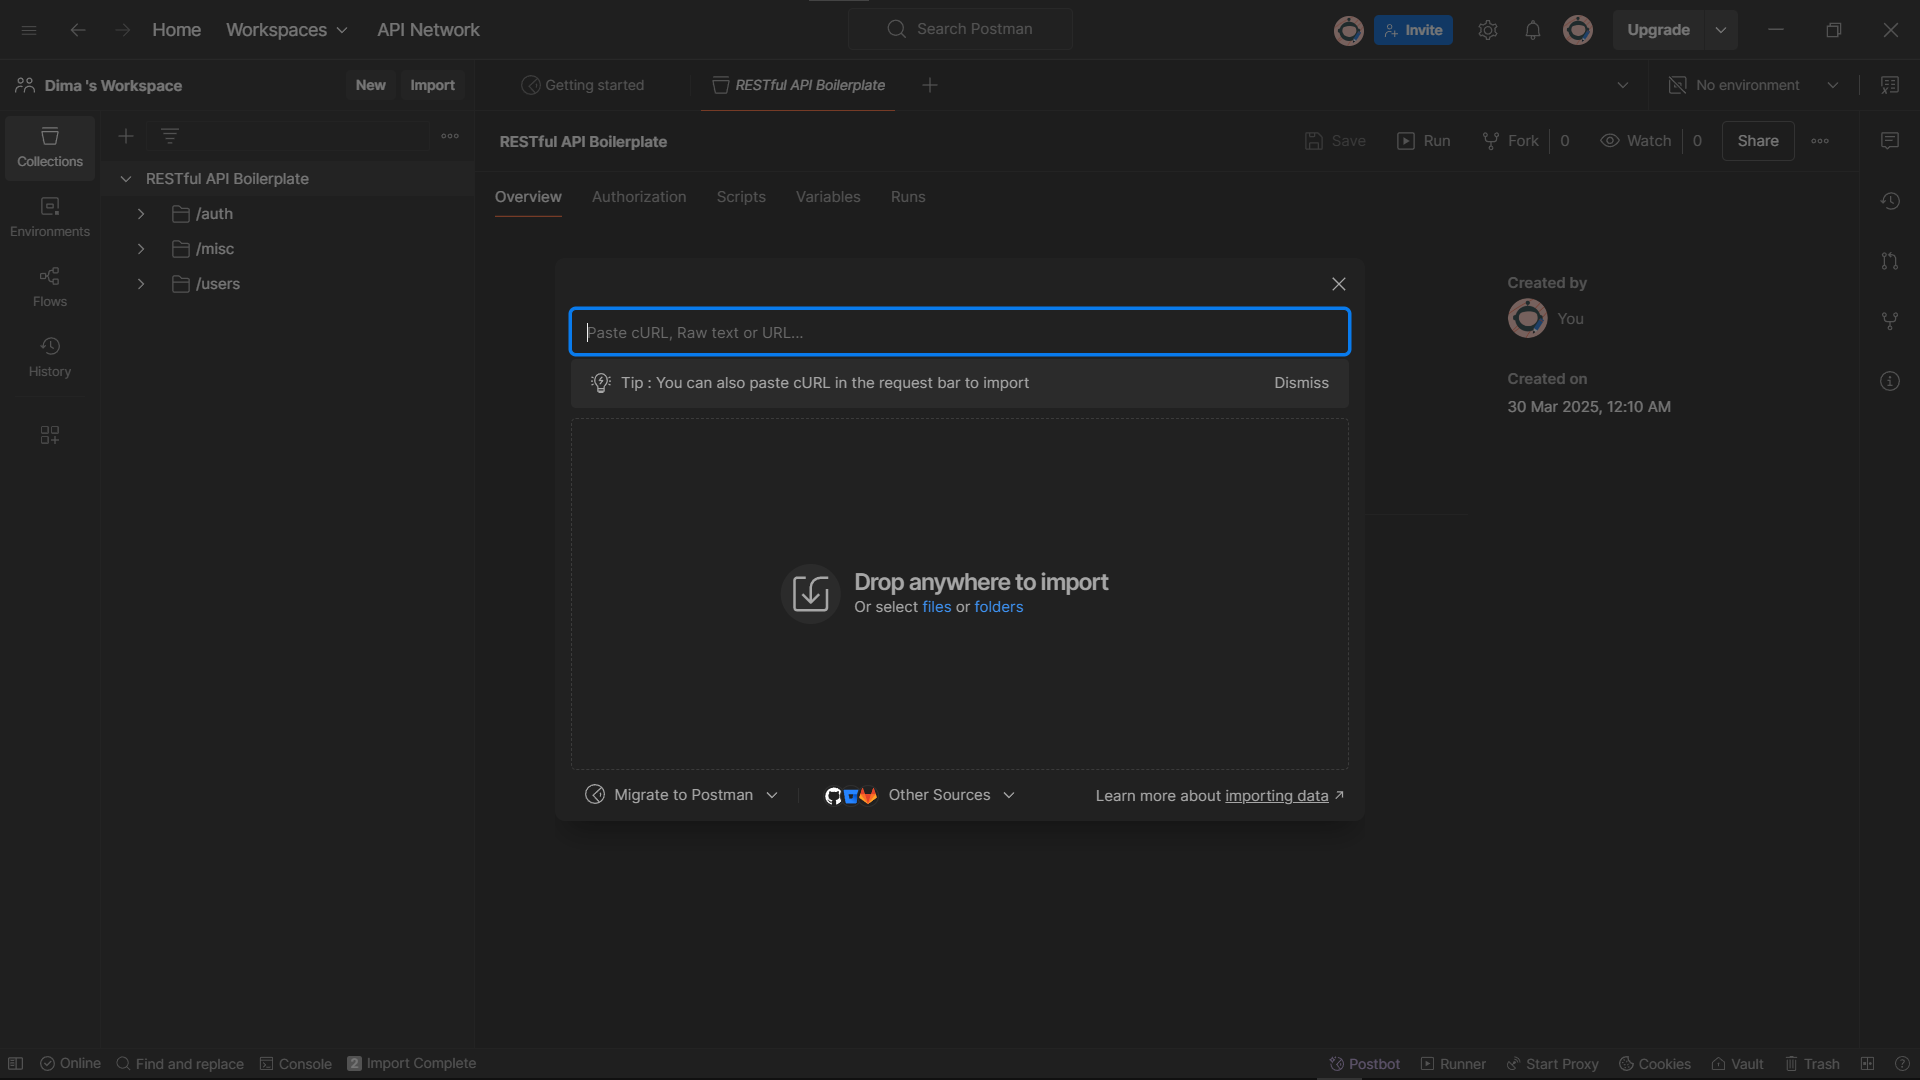 Home Workspaces API Network
Search Postman
Invite
Upgrade
Dima 's Workspace
New Import
Getting started
RESTful API Boilerplate
No environment
Collections
Environments
Flows
History
RESTful API Boilerplate
/auth
/misc
/users
RESTful API Boilerplate
Save Run Fork 0 Watch 0 Share
Overview Authorization Scripts Variables Runs
Paste cURL, Raw text or URL...
Tip : You can also paste cURL in the request bar to import
Dismiss
Drop anywhere to import
Or select files or folders
Migrate to Postman
Other Sources
Learn more about importing data ↗
Created by
You
Created on
30 Mar 2025, 12:10 AM
Online Find and replace Console 2 Import Complete
Postbot Runner Start Proxy Cookies Vault Trash